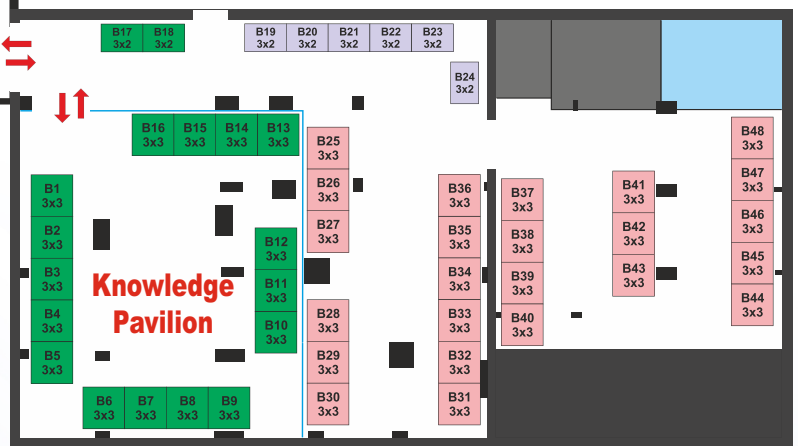 B17
3x2
B18
3x2
B19
3x2
B20
3x2
B21
3x2
B22
3x2
B23
3x2
B24
3x2
B16
3x3
B15
3x3
B14
3x3
B13
3x3
B25
3x3
B26
3x3
B27
3x3
B1
3x3
B2
3x3
B3
3x3
B4
3x3
B5
3x3
B12
3x3
B11
3x3
B10
3x3
Knowledge
Pavilion
B6
3x3
B7
3x3
B8
3x3
B9
3x3
B28
3x3
B29
3x3
B30
3x3
B36
3x3
B35
3x3
B34
3x3
B33
3x3
B32
3x3
B31
3x3
B37
3x3
B38
3x3
B39
3x3
B40
3x3
B41
3x3
B42
3x3
B43
3x3
B48
3x3
B47
3x3
B46
3x3
B45
3x3
B44
3x3